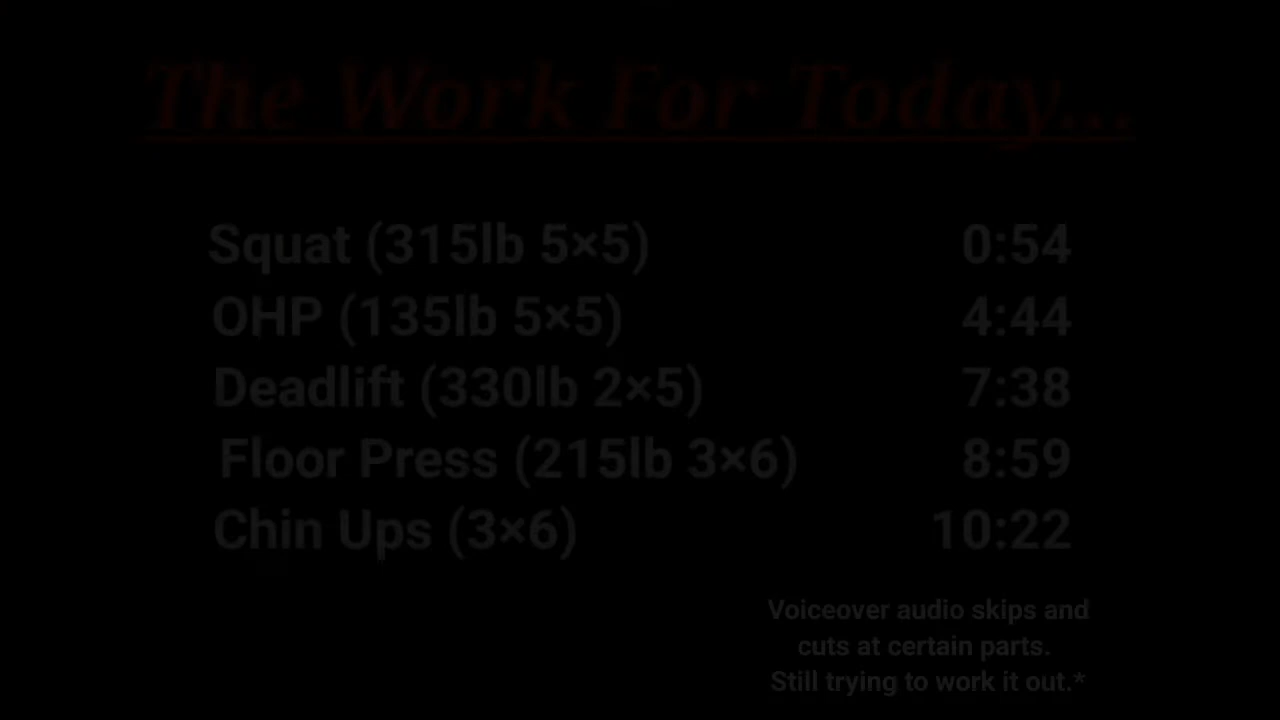 The Work For Today...
Squat (315lb 5×5) 0:54
OHP (135lb 5×5) 4:44
Deadlift (330lb 2×5) 7:38
Floor Press (215lb 3×6) 8:59
Chin Ups (3×6) 10:22
Voiceover audio skips and
cuts at certain parts.
Still trying to work it out.*